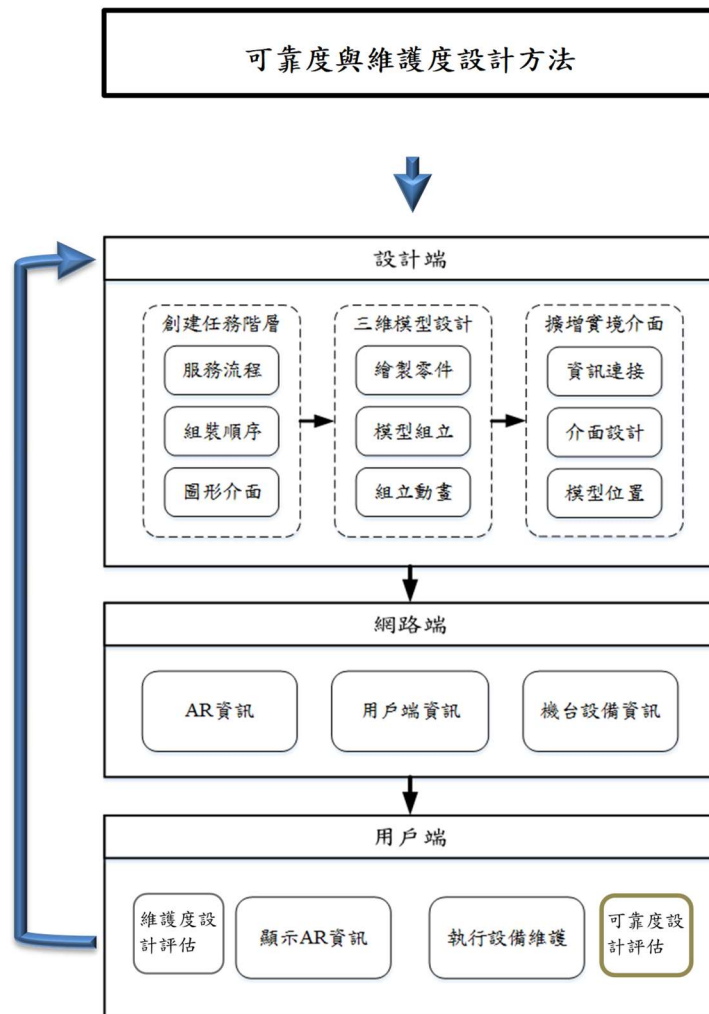 可靠度與維護度設計方法
設計端
創建任務階層
服務流程
組裝順序
圖形介面
三維模型設計
繪製零件
模型組立
組立動畫
擴增實境介面
資訊連接
介面設計
模型位置
網路端
AR資訊
用戶端資訊
機台設備資訊
用戶端
維護度設
計評估
顯示AR資訊
執行設備維護
可靠度設
計評估